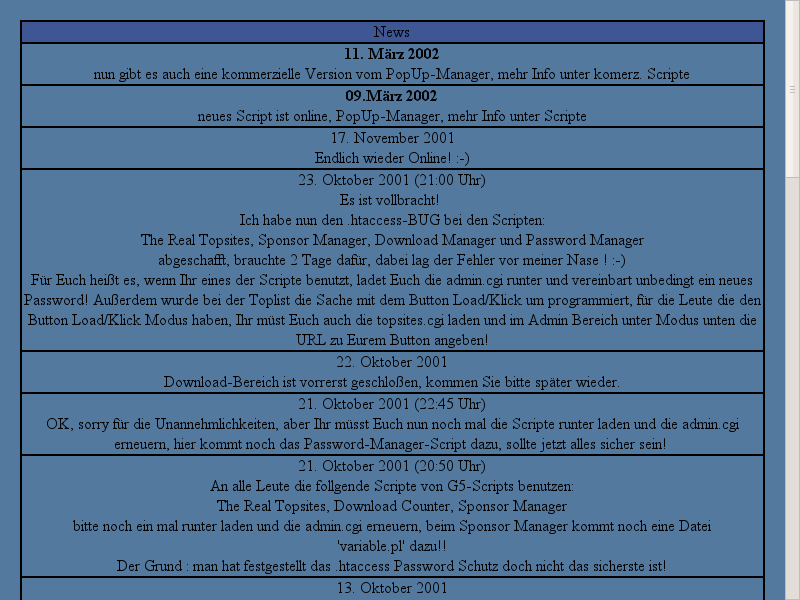 News
11. März 2002
nun gibt es auch eine kommerzielle Version vom PopUp-Manager, mehr Info unter komerz. Scripte
09.März 2002
neues Script ist online, PopUp-Manager, mehr Info unter Scripte
17. November 2001
Endlich wieder Online! :-)
23. Oktober 2001 (21:00 Uhr)
Es ist vollbracht!
Ich habe nun den .htaccess-BUG bei den Scripten:
The Real Topsites, Sponsor Manager, Download Manager und Password Manager
abgeschafft, brauchte 2 Tage dafür, dabei lag der Fehler vor meiner Nase ! :-)
Für Euch heißt es, wenn Ihr eines der Scripte benutzt, ladet Euch die admin.cgi runter und vereinbart unbedingt ein neues
Password! Außerdem wurde bei der Toplist die Sache mit dem Button Load/Klick um programmiert, für die Leute die den
Button Load/Klick Modus haben, Ihr müst Euch auch die topsites.cgi laden und im Admin Bereich unter Modus unten die
URL zu Eurem Button angeben!
22. Oktober 2001
Download-Bereich ist vorrerst geschloßen, kommen Sie bitte später wieder.
21. Oktober 2001 (22:45 Uhr)
OK, sorry für die Unannehmlichkeiten, aber Ihr müsst Euch nun noch mal die Scripte runter laden und die admin.cgi
erneuern, hier kommt noch das Password-Manager-Script dazu, sollte jetzt alles sicher sein!
21. Oktober 2001 (20:50 Uhr)
An alle Leute die follgende Scripte von G5-Scripts benutzen:
The Real Topsites, Download Counter, Sponsor Manager
bitte noch ein mal runter laden und die admin.cgi erneuern, beim Sponsor Manager kommt noch eine Datei
'variable.pl' dazu!!
Der Grund : man hat festgestellt das .htaccess Password Schutz doch nicht das sicherste ist!
13. Oktober 2001